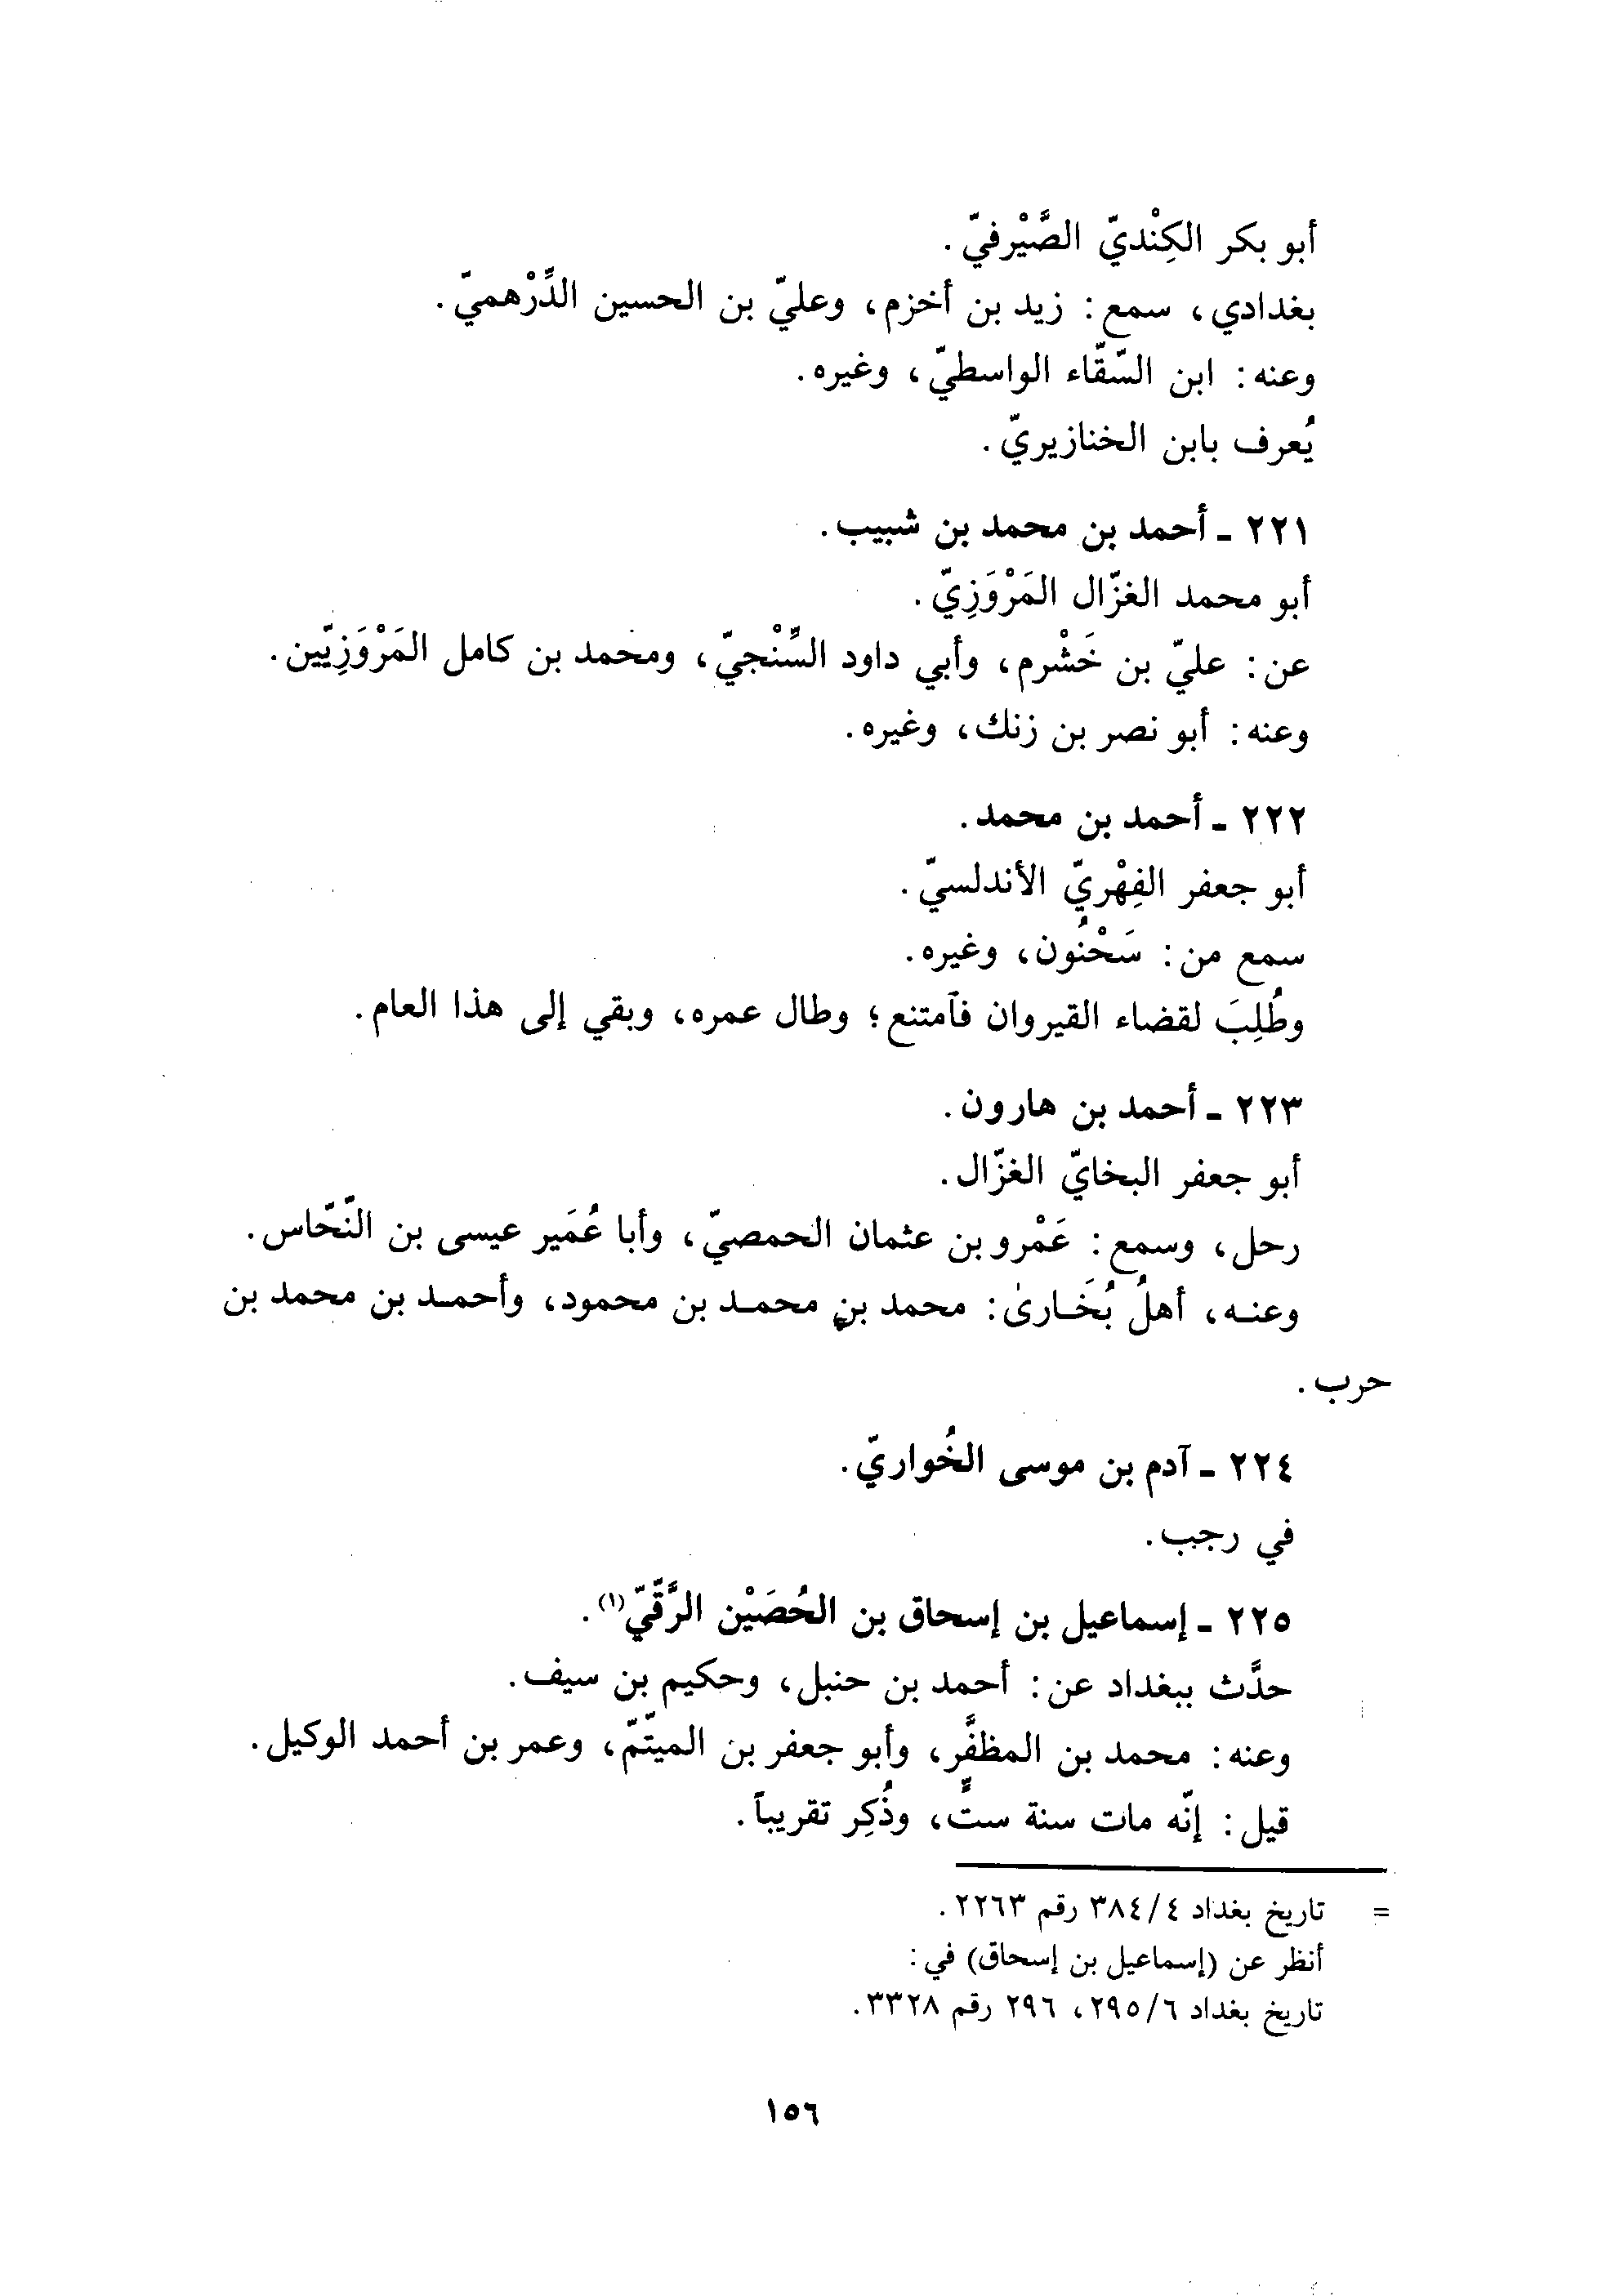 أبو بكر الكِنْديّ الصَّيْرفيّ.
بغدادي، سمع: زيد بن أخزم، وعليّ بن الحسين الدِّرْهميّ.
وعنه: ابن السّقّاء الواسطيّ، وغيره.
يُعرف بابن الخنازيريّ.
٢٢١ ـ أحمد بن محمد بن شبيب.
أبو محمد الغزّال المَرْوَزِيّ.
عن: عليّ بن خَشْرم، وأبي داود السِّنْجيّ، ومحمد بن كامل المَرْوَزِيّين.
وعنه: أبو نصر بن زنك، وغيره.
٢٢٢ ـ أحمد بن محمد.
أبو جعفر الفِهْريّ الأندلسيّ.
سمع من: سَحْنُون، وغيره.
وطُلِبَ لقضاء القيروان فآمتنع؛ وطال عمره، وبقي إلى هذا العام.
٢٢٣ ـ أحمد بن هارون.
أبو جعفر البخايّ الغزّال.
رحل، وسمع: عَمْرو بن عثمان الحمصيّ، وأبا عُمَير عيسى بن النّحّاس.
وعنـه، أهلُ بُخَـارىٰ: محمد بن محمـد بن محمود، وأحمـد بن محمد بن
حرب.
٢٢٤ ـ آدم بن موسى الخُواريّ.
في رجب.
٢٢٥ ـ إسماعيل بن إسحاق بن الحُصَيْن الرَّقّيّ(١).
حدَّث ببغداد عن: أحمد بن حنبل، وحكيم بن سيف.
وعنه: محمد بن المظفَّر، وأبو جعفر بن الميتّمّ، وعمر بن أحمد الوكيل.
قيل: إنّه مات سنة ستٍّ، وذُكِر تقريباً.
= تاريخ بغداد ٣٨٤/٤ رقم ٢٢٦٣.
أنظر عن (إسماعيل بن إسحاق) في:
تاريخ بغداد ٢٩٥/٦، ٢٩٦ رقم ٣٣٢٨.
١٥٦